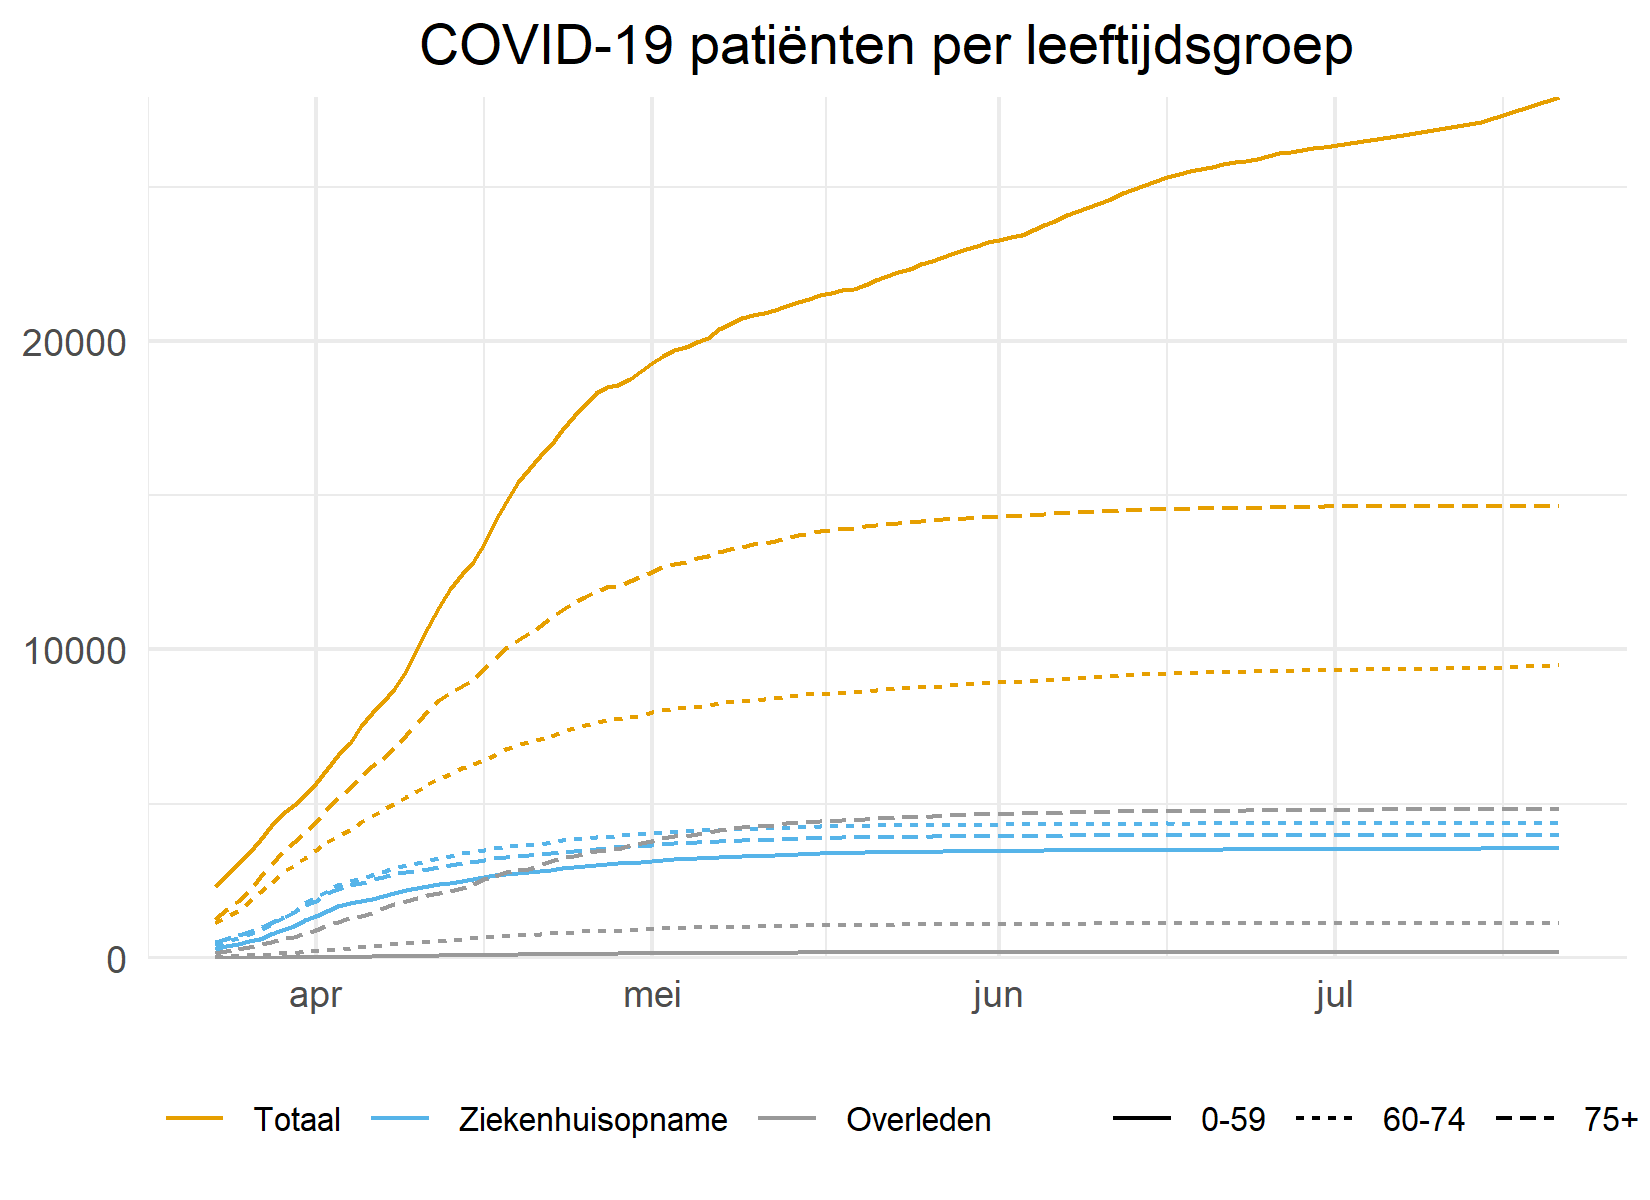 COVID-19 patiënten per leeftijdsgroep
20000
10000
0
apr mei jun jul
Totaal Ziekenhuisopname Overleden 0-59 60-74 75+